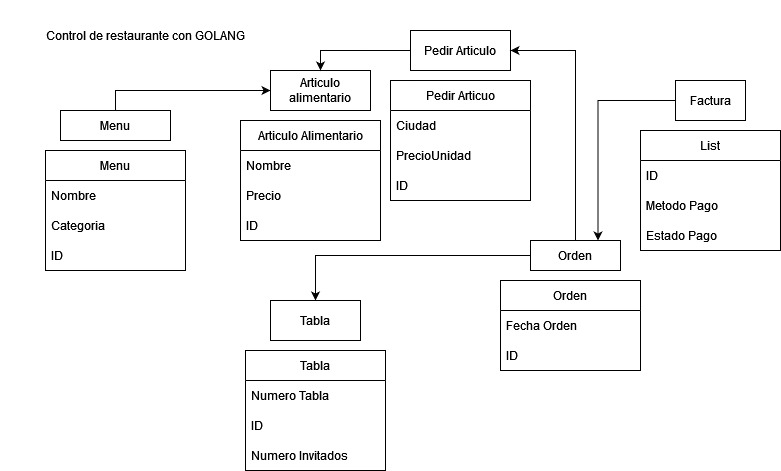 Control de restaurante con GOLANG
Pedir Articulo
Articulo
alimentario
Menu
Factura
Pedir Articuo
Ciudad
PrecioUnidad
ID
Articulo Alimentario
Nombre
Precio
ID
Menu
Nombre
Categoria
ID
List
ID
Metodo Pago
Estado Pago
Orden
Orden
Fecha Orden
ID
Tabla
Tabla
Numero Tabla
ID
Numero Invitados